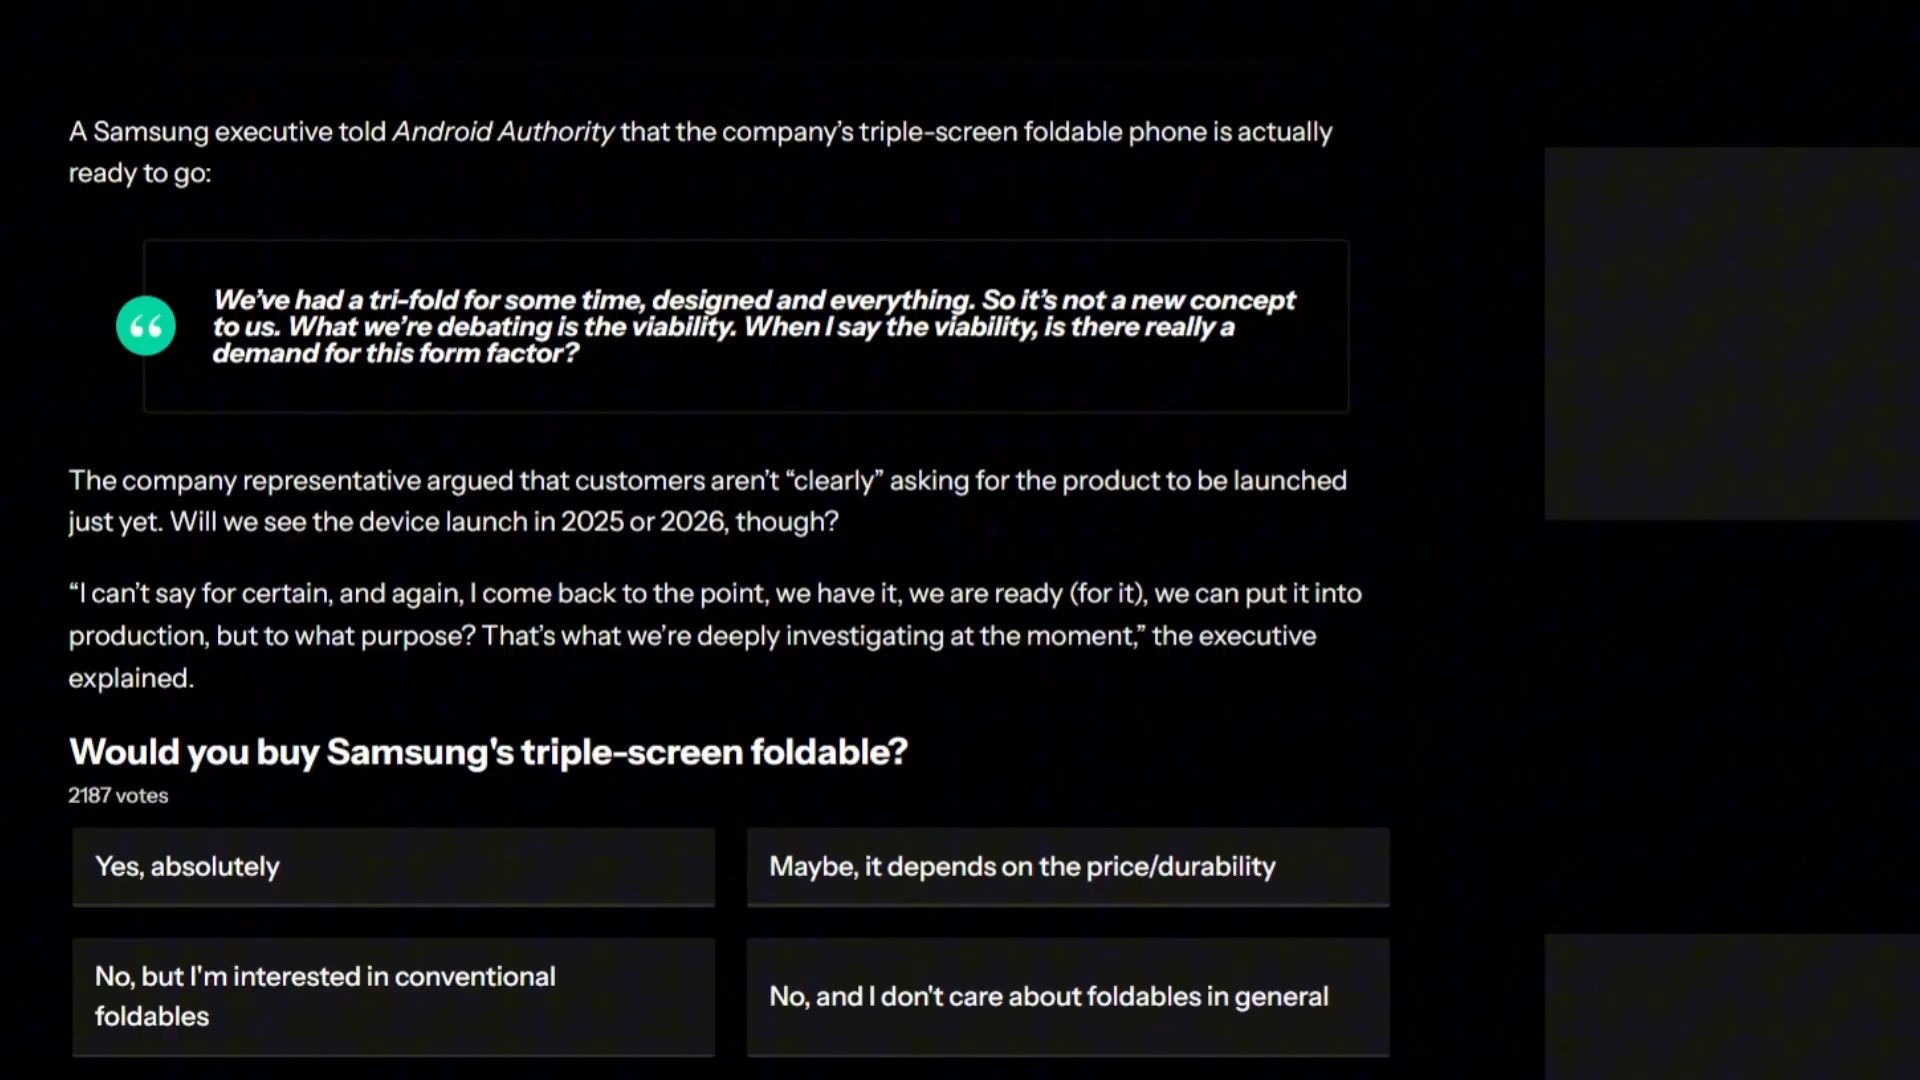 A Samsung executive told Android Authority that the company’s triple-screen foldable phone is actually
ready to go:
We’ve had a tri-fold for some time, designed and everything. So it’s not a new concept
to us. What we’re debating is the viability. When I say the viability, is there really a
demand for this form factor?
The company representative argued that customers aren’t “clearly” asking for the product to be launched
just yet. Will we see the device launch in 2025 or 2026, though?
“I can’t say for certain, and again, I come back to the point, we have it, we are ready (for it), we can put it into
production, but to what purpose? That’s what we’re deeply investigating at the moment,” the executive
explained.
Would you buy Samsung's triple-screen foldable?
2187 votes
Yes, absolutely
Maybe, it depends on the price/durability
No, but I'm interested in conventional
foldables
No, and I don't care about foldables in general